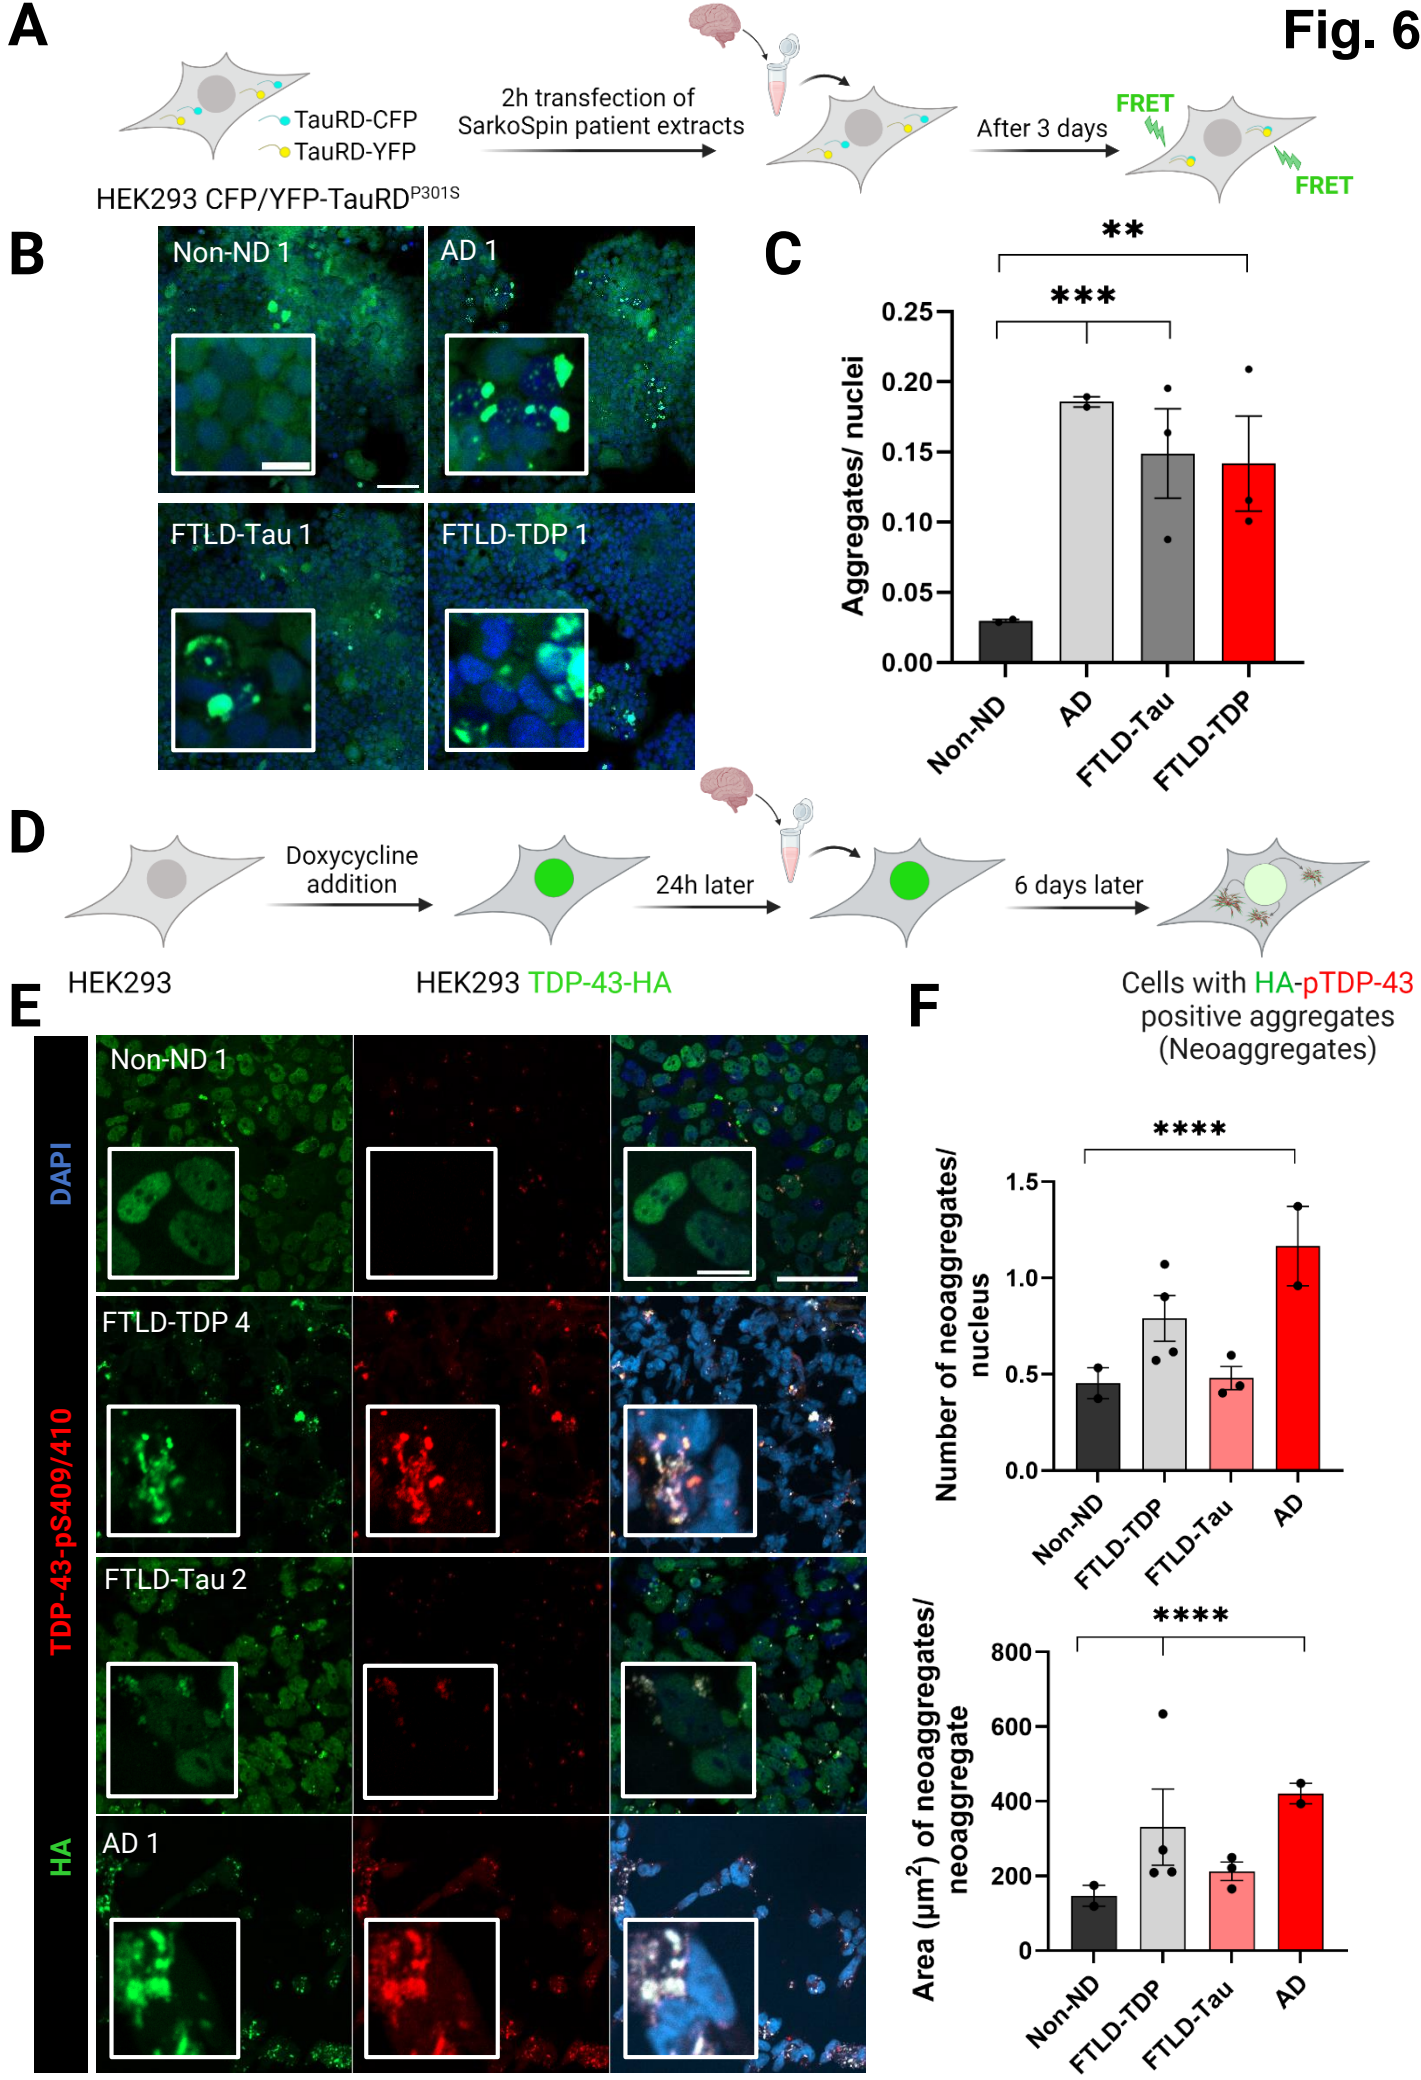 A
Fig. 6
TauRD-CFP
TauRD-YFP
HEK293 CFP/YFP-TauRDP301S
2h transfection of
SarkoSpin patient extracts
After 3 days
FRET
FRET
B
Non-ND 1
AD 1
FTLD-Tau 1
FTLD-TDP 1
C
**
***
Aggregates/ nuclei
0.25
0.20
0.15
0.10
0.05
0.00
Non-ND
AD
FTLD-Tau
FTLD-TDP
D
Doxycycline
addition
24h later
6 days later
HEK293
HEK293 TDP-43-HA
Cells with HA-pTDP-43
positive aggregates
(Neoaggregates)
E
DAPI
TDP-43-pS409/410
HA
Non-ND 1
FTLD-TDP 4
FTLD-Tau 2
AD 1
F
****
Number of neoaggregates/
nucleus
1.5
1.0
0.5
0.0
Non-ND
FTLD-TDP
FTLD-Tau
AD
****
Area (µm²) of neoaggregates/
neoaggregate
800
600
400
200
0
Non-ND
FTLD-TDP
FTLD-Tau
AD